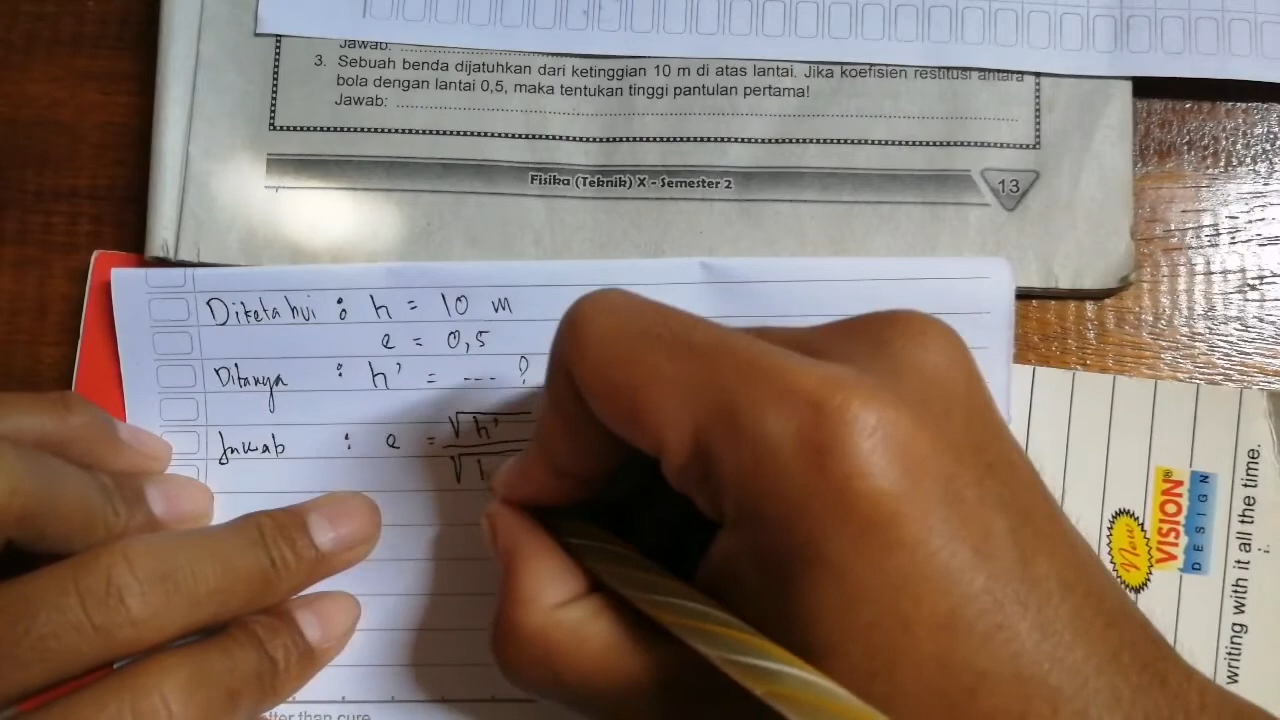 Jawab: ........
3. Sebuah benda dijatuhkan dari ketinggian 10 m di atas lantai. Jika koefisien restitusi antara
bola dengan lantai 0,5, maka tentukan tinggi pantulan pertama!
Jawab: ........
Fisika (Teknik) X - Semester 2
13
Diketahui : h = 10 m
e = 0,5
Ditanya : h' = --- ?
Jawab : e = √h'
√h
New
VISION®
DESIGN
writing with it all the time.
than cure